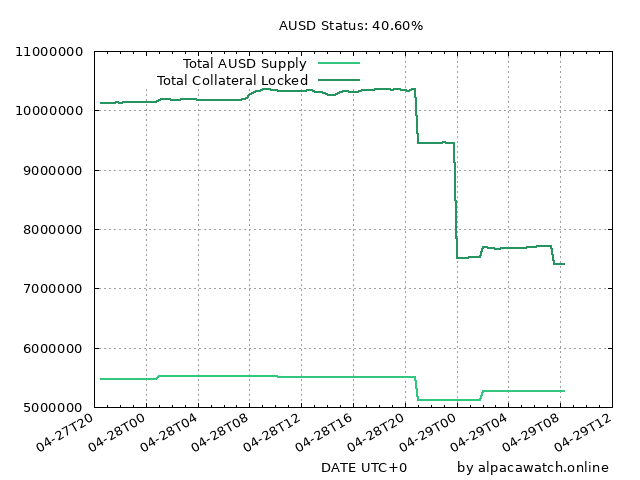 AUSD Status: 40.60%
11000000
Total AUSD Supply
Total Collateral Locked
10000000
9000000
8000000
7000000
6000000
5000000
04-27T20
04-28T00
04-28T04
04-28T08
04-28T12
04-28T16
04-28T20
04-29T00
04-29T04
04-29T08
04-29T12
DATE UTC+0
by alpacawatch.online